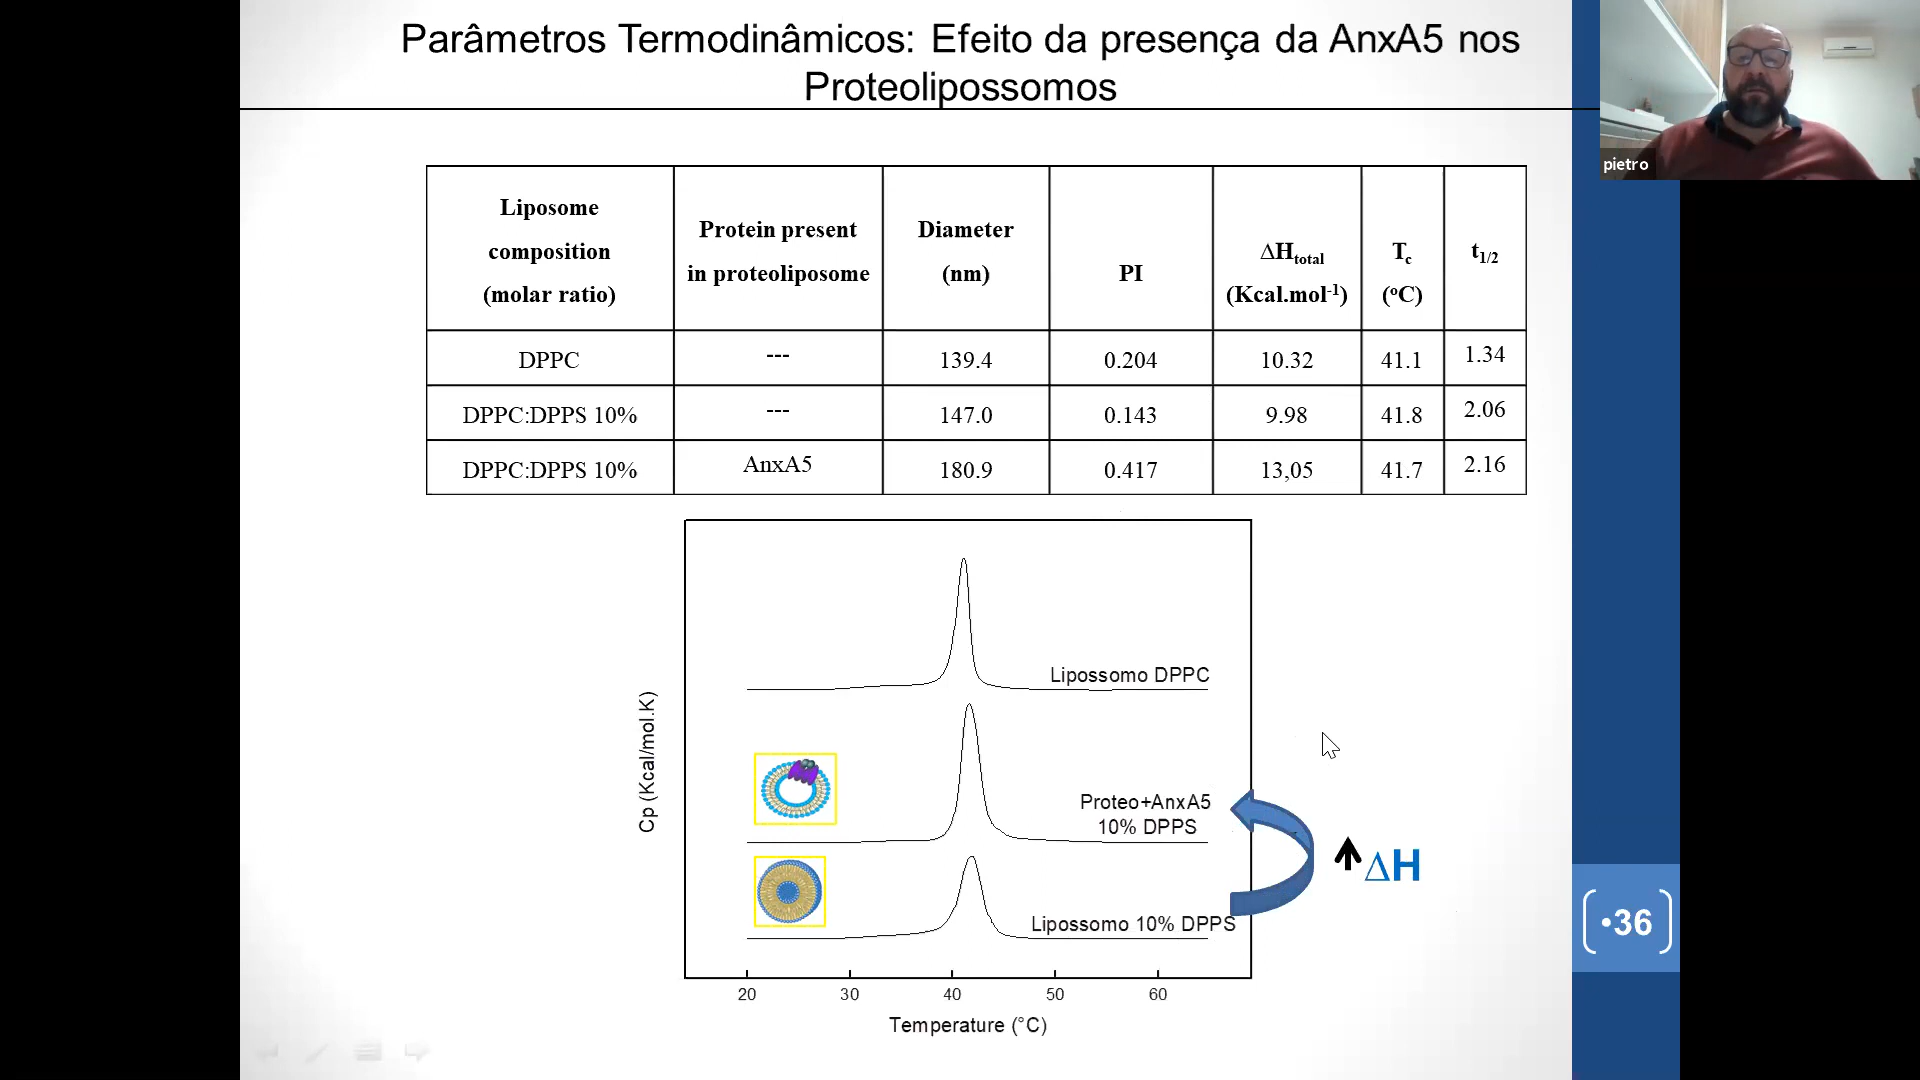 Parâmetros Termodinâmicos: Efeito da presença da AnxA5 nos
Proteolipossomos
pietro
Liposome
composition
(molar ratio)
Protein present
in proteoliposome
Diameter
(nm)
PI
ΔHtotal
(Kcal.mol-1)
Tc
(ºC)
t1/2
DPPC --- 139.4 0.204 10.32 41.1 1.34
DPPC:DPPS 10% --- 147.0 0.143 9.98 41.8 2.06
DPPC:DPPS 10% AnxA5 180.9 0.417 13,05 41.7 2.16
Cp (Kcal/mol.K)
Lipossomo DPPC
Proteo+AnxA5
10% DPPS
Lipossomo 10% DPPS
ΔH
•36
20 30 40 50 60
Temperature (°C)